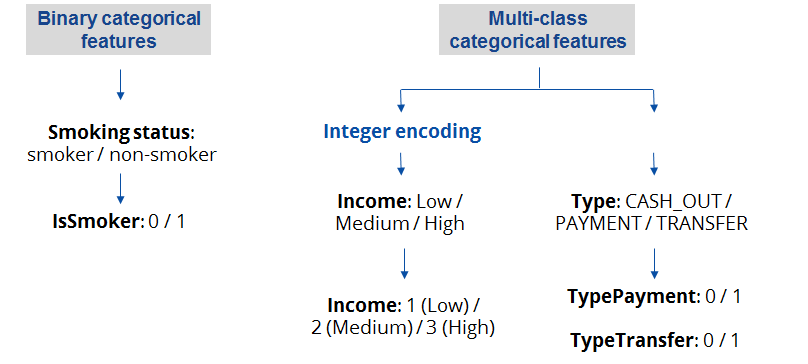 Binary categorical
features
Smoking status:
smoker / non-smoker
IsSmoker: 0 / 1
Multi-class
categorical features
Integer encoding
Income: Low /
Medium / High
Income: 1 (Low) /
2 (Medium) / 3 (High)
Type: CASH_OUT /
PAYMENT / TRANSFER
TypePayment: 0 / 1
TypeTransfer: 0 / 1